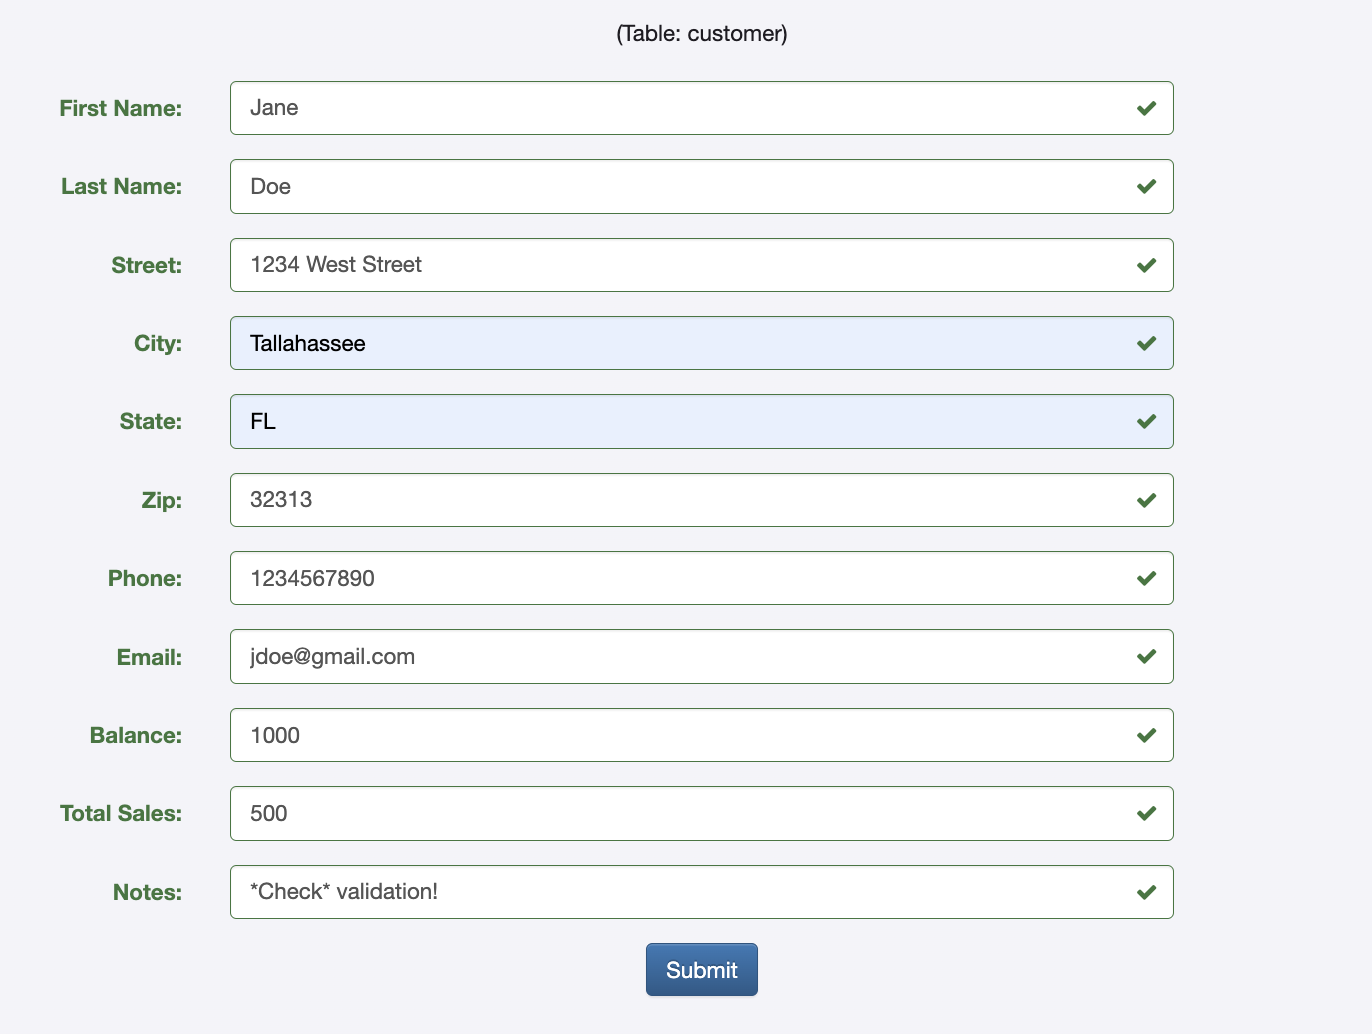 (Table: customer)
First Name: Jane
Last Name: Doe
Street: 1234 West Street
City: Tallahassee
State: FL
Zip: 32313
Phone: 1234567890
Email: jdoe@gmail.com
Balance: 1000
Total Sales: 500
Notes: *Check* validation!
Submit